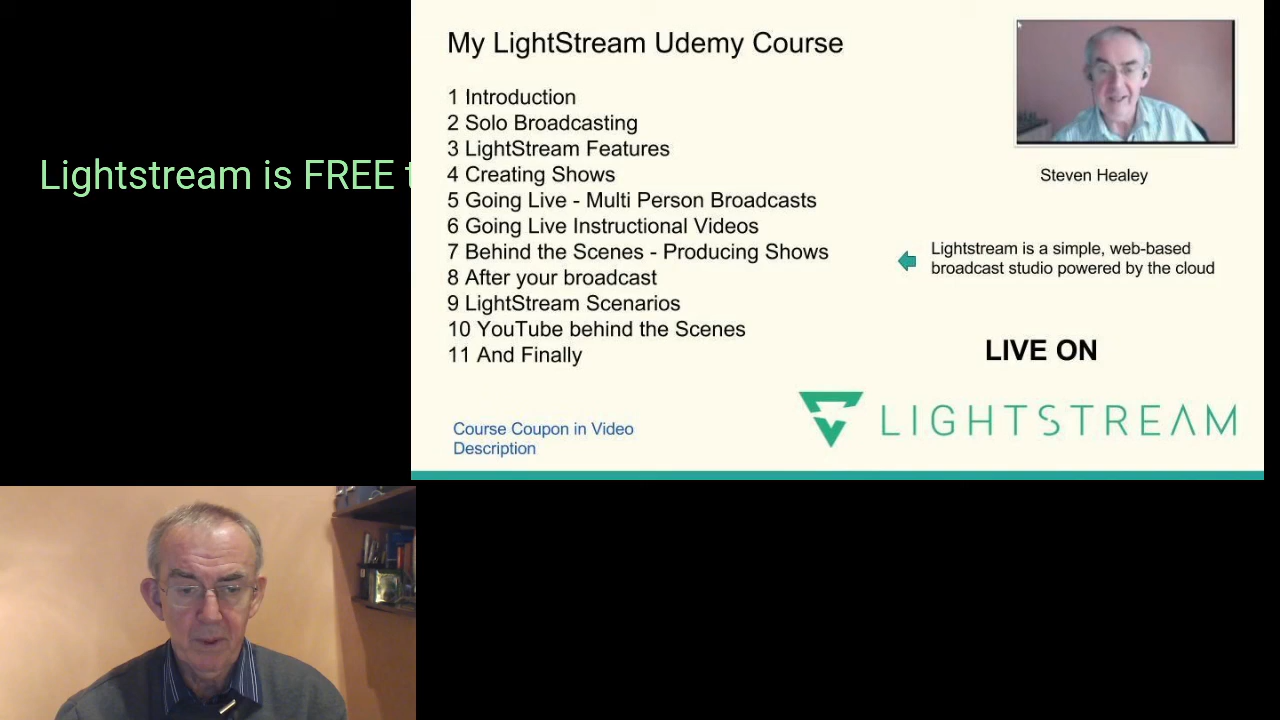 Lightstream is FREE t
My LightStream Udemy Course
1 Introduction
2 Solo Broadcasting
3 LightStream Features
4 Creating Shows
5 Going Live - Multi Person Broadcasts
6 Going Live Instructional Videos
7 Behind the Scenes - Producing Shows
8 After your broadcast
9 LightStream Scenarios
10 YouTube behind the Scenes
11 And Finally
Course Coupon in Video
Description
Steven Healey
Lightstream is a simple, web-based
broadcast studio powered by the cloud
LIVE ON
LIGHTSTREAM